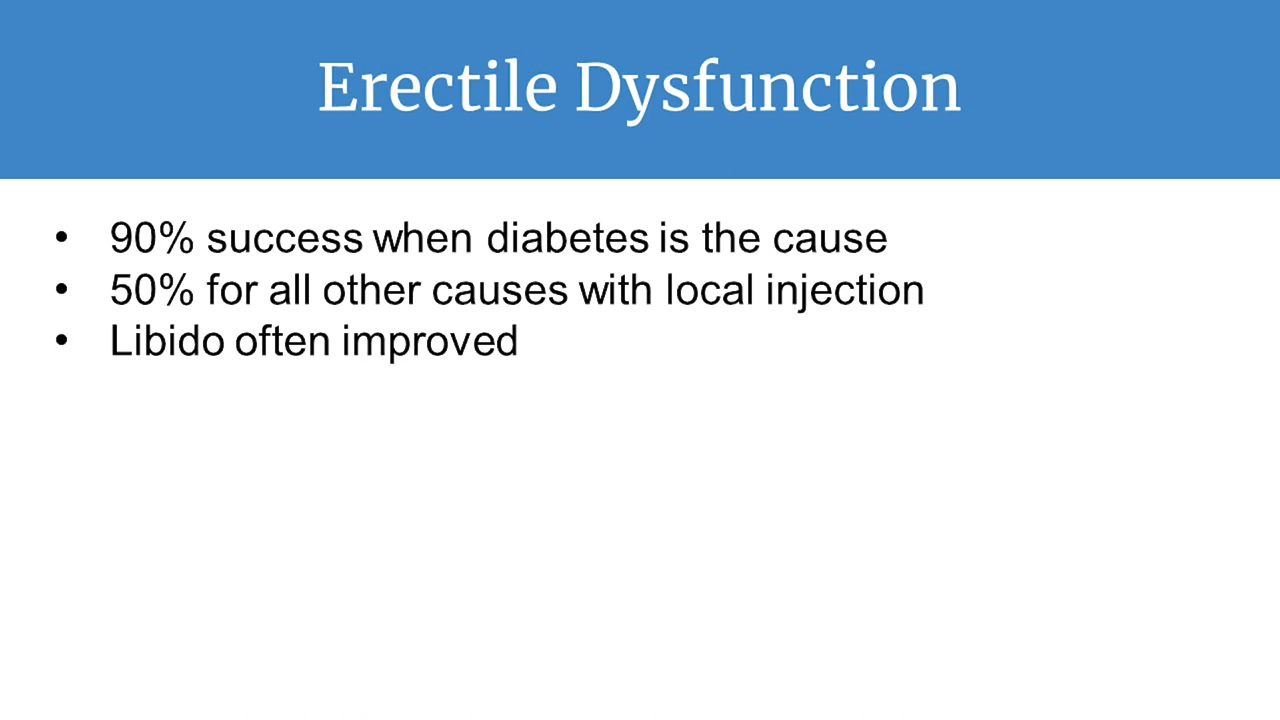 Erectile Dysfunction
• 90% success when diabetes is the cause
• 50% for all other causes with local injection
• Libido often improved